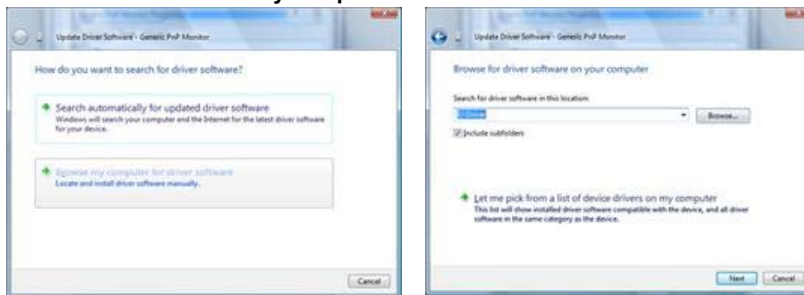 Update Driver Software - Generic PnP Monitor
How do you want to search for driver software?
Search automatically for updated driver software
Windows will search your computer and the Internet for the latest driver software
for your device.
Browse my computer for driver software
Locate and install driver software manually.
Cancel
Update Driver Software - Generic PnP Monitor
Browse for driver software on your computer
Search for driver software in this location:
Browse...
Include subfolders
Let me pick from a list of device drivers on my computer
This list will show installed driver software compatible with the device, and all driver
software in the same category as the device.
Next
Cancel